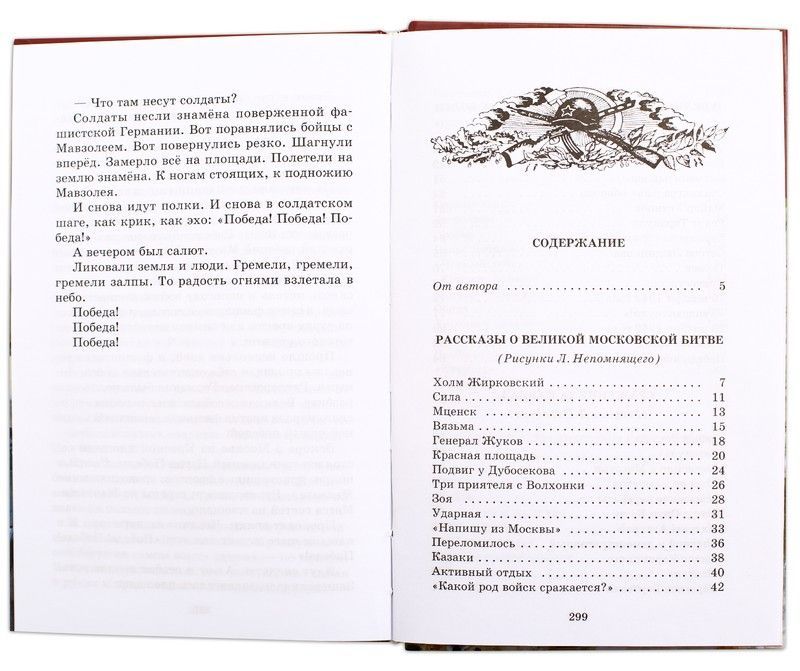 — Что там несут солдаты?
Солдаты несли знамёна поверженной фа-
шистской Германии. Вот поравнялись бойцы с
Мавзолеем. Вот повернулись резко. Шагнули
вперёд. Замерло всё на площади. Полетели на
землю знамёна. К ногам стоящих, к подножию
Мавзолея.
И снова идут полки. И снова в солдатском
шаге, как крик, как эхо: «Победа! Победа! По-
беда!»
А вечером был салют.
Ликовали земля и люди. Гремели, гремели,
гремели залпы. То радость огнями взлетала в
небо.
Победа!
Победа!
Победа!
СОДЕРЖАНИЕ
От автора . . . . . . . . . . . . . . . . . . . . . . . . . . 5
РАССКАЗЫ О ВЕЛИКОЙ МОСКОВСКОЙ БИТВЕ
(Рисунки Л. Непомнящего)
Холм Жирковский . . . . . . . . . . . . . . . . . . . . 7
Сила . . . . . . . . . . . . . . . . . . . . . . . . . . . . 11
Мценск . . . . . . . . . . . . . . . . . . . . . . . . . . 13
Вязьма . . . . . . . . . . . . . . . . . . . . . . . . . . 15
Генерал Жуков . . . . . . . . . . . . . . . . . . . . . 18
Красная площадь . . . . . . . . . . . . . . . . . . . . 20
Подвиг у Дубосекова . . . . . . . . . . . . . . . . . . 24
Три приятеля с Волхонки . . . . . . . . . . . . . . . 26
Зоя . . . . . . . . . . . . . . . . . . . . . . . . . . . . 28
Ударная . . . . . . . . . . . . . . . . . . . . . . . . . 31
«Напишу из Москвы» . . . . . . . . . . . . . . . . . . 33
Переломилось . . . . . . . . . . . . . . . . . . . . . . 36
Казаки . . . . . . . . . . . . . . . . . . . . . . . . . . 38
Активный отдых . . . . . . . . . . . . . . . . . . . . 40
«Какой род войск сражается?» . . . . . . . . . . . . 42
299